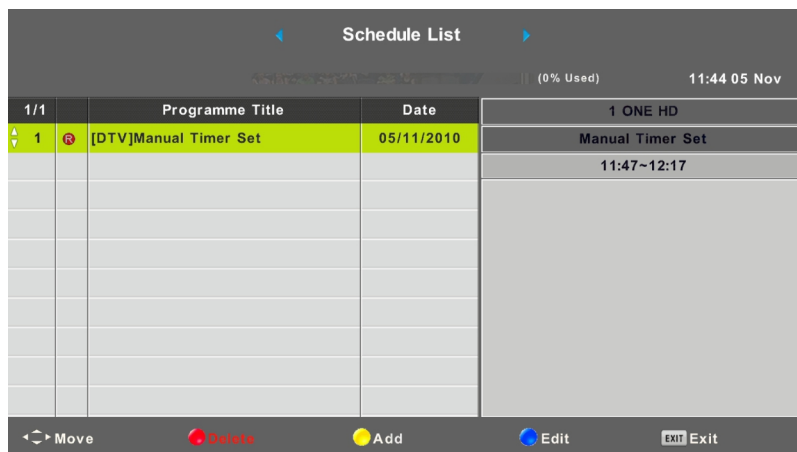 Schedule List
(0% Used) 11:44 05 Nov
1/1 Programme Title Date 1 ONE HD
1 R [DTV]Manual Timer Set 05/11/2010 Manual Timer Set
11:47~12:17
Move Delete Add Edit EXIT Exit